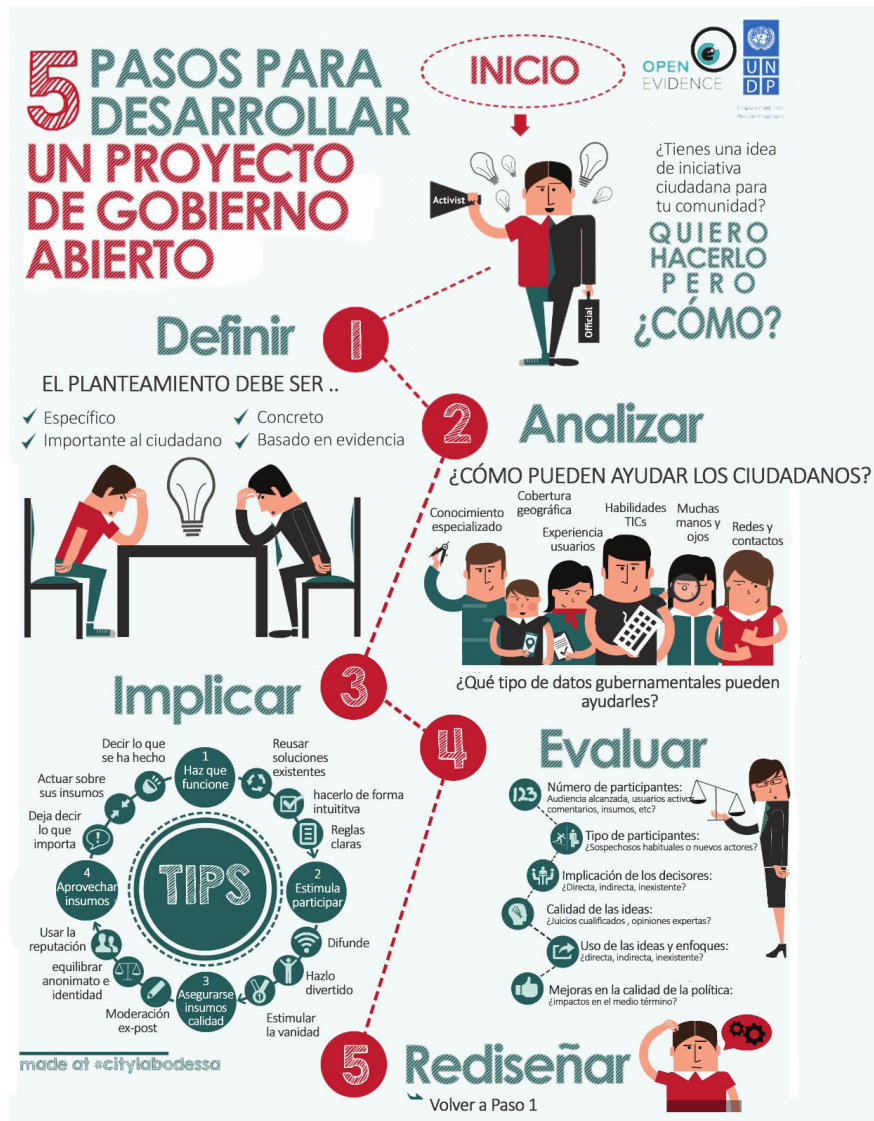 5 PASOS PARA
DESARROLLAR
UN PROYECTO
DE GOBIERNO
ABIERTO
INICIO
OPEN
EVIDENCE
U N
D P
Activist
Official
¿Tienes una idea
de iniciativa
ciudadana para
tu comunidad?
QUIERO
HACERLO
PERO
¿CÓMO?
Definir
1
EL PLANTEAMIENTO DEBE SER ..
Específico
Concreto
Importante al ciudadano
Basado en evidencia
2
Analizar
¿CÓMO PUEDEN AYUDAR LOS CIUDADANOS?
Conocimiento
especializado
Cobertura
geográfica
Experiencia
usuarios
Habilidades
TICs
Muchas
manos y
ojos
Redes y
contactos
¿Qué tipo de datos gubernamentales pueden
ayudarles?
Implicar
3
TIPS
1
Haz que
funcione
Reusar
soluciones
existentes
hacerlo de forma
intuititva
Reglas
claras
2
Estimula
participar
Difunde
Hazlo
divertido
Estimular
la vanidad
3
Asegurarse
insumos
calidad
Moderación
ex-post
equilibrar
anonimato e
identidad
Usar la
reputación
4
Aprovechar
insumos
Deja decir
lo que
importa
Actuar sobre
sus insumos
Decir lo que
se ha hecho
4
Evaluar
123
Número de participantes:
Audiencia alcanzada, usuarios activos,
comentarios, insumos, etc?
Tipo de participantes:
¿Sospechosos habituales o nuevos actores?
Implicación de los decisores:
¿Directa, indirecta, inexistente?
Calidad de las ideas:
¿Juicios cualificados , opiniones expertas?
Uso de las ideas y enfoques:
¿directa, indirecta, inexistente?
Mejoras en la calidad de la política:
¿impactos en el medio término?
made at #citylabodessa
5
Rediseñar
Volver a Paso 1